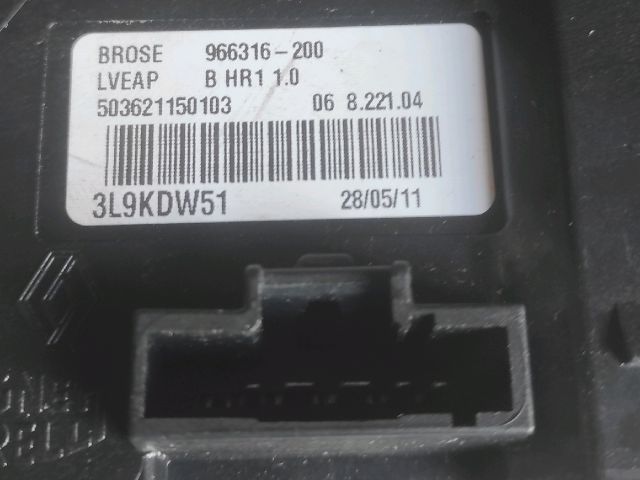 BROSE 966316-200
LVEAP B HR1 1.0
503621150103 06 8.221.04
3L9KDW51 28/05/11